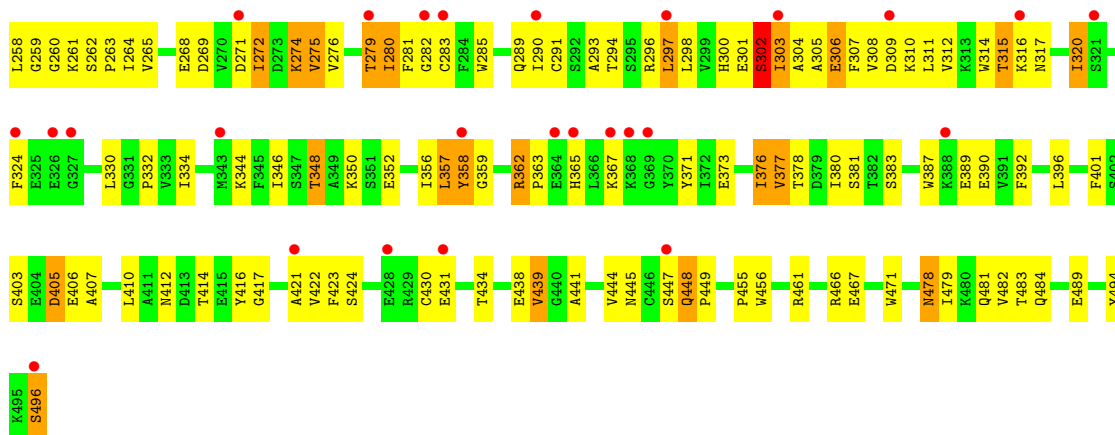 L258 G259 G260 K261 S262 P263 I264 V265 E268 D269 V270 D271 I272 D273 K274 V275 V276 T279 I280 F281 G282 C283 F284 W285 Q289 I290 C291 S292 A293 T294 S295 R296 L297 L298 V299 H300 E301 S302 I303 A304 A305 E306 F307 V308 D309 K310 L311 V312 K313 W314 T315 K316 N317 I320 S321
F324 E325 E326 G327 L330 G331 P332 V333 I334 M343 K344 F345 I346 S347 T348 A349 K350 S351 E352 I356 L357 Y358 G359 R362 P363 E364 H365 L366 K367 K368 G369 Y370 Y371 I372 E373 I376 V377 T378 D379 I380 S381 T382 S383 W387 K388 E389 E390 V391 F392 L396 F401 S402
S403 E404 D405 E406 A407 L410 A411 N412 D413 T414 E415 Y416 G417 A421 V422 F423 S424 E428 R429 C430 E431 T434 E438 V439 G440 A441 V444 N445 C446 S447 Q448 P449 P455 W456 R461 R466 E467 W471 N478 I479 K480 Q481 V482 T483 Q484 E489 Y494
K495 S496